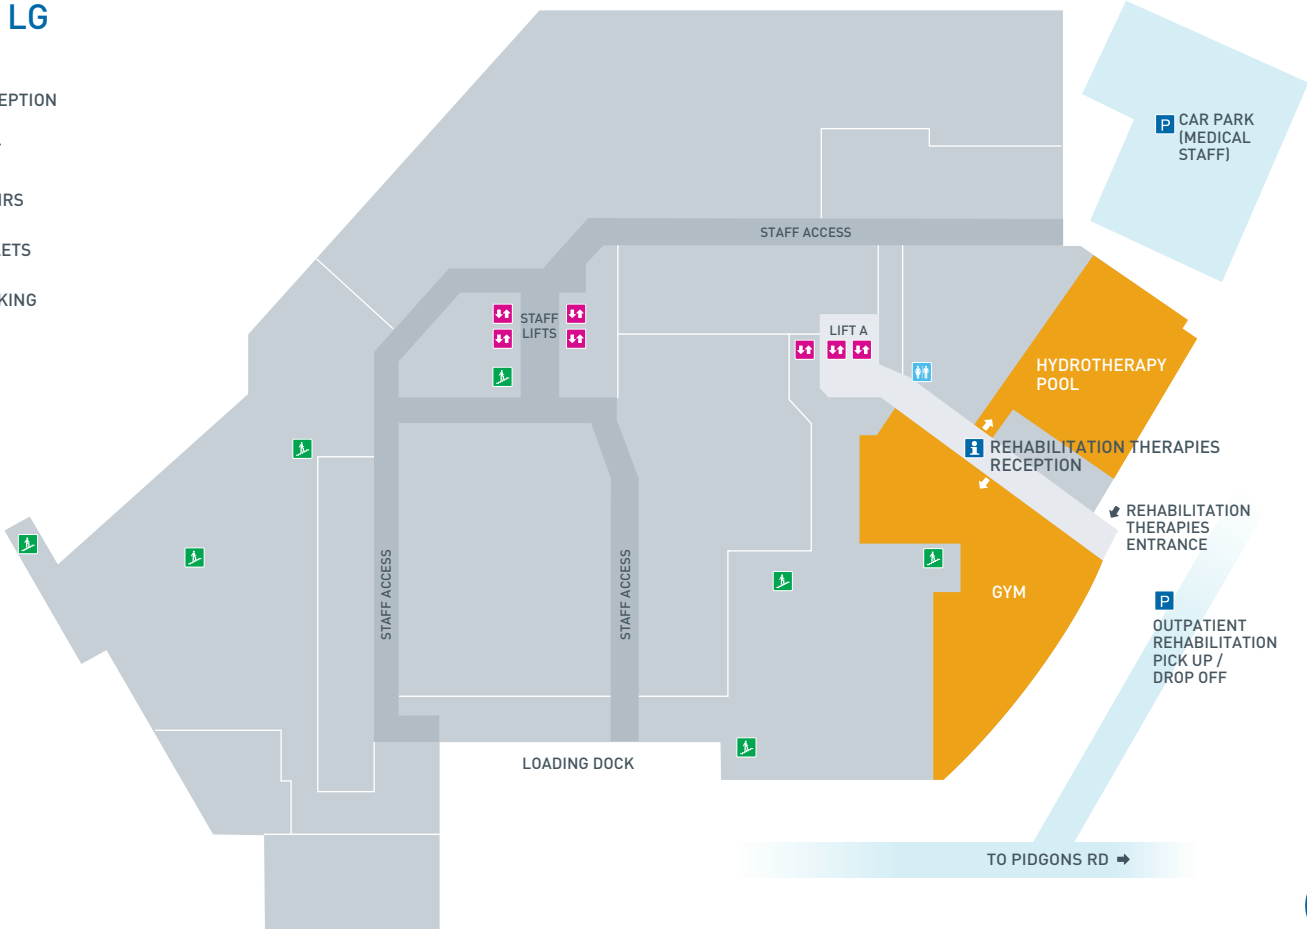 LG
EPTION
IRS
ETS
KING
CAR PARK
(MEDICAL
STAFF)
STAFF ACCESS
STAFF
LIFTS
LIFT A
HYDROTHERAPY
POOL
REHABILITATION THERAPIES
RECEPTION
REHABILITATION
THERAPIES
ENTRANCE
STAFF ACCESS
STAFF ACCESS
GYM
P
P
OUTPATIENT
REHABILITATION
PICK UP /
DROP OFF
LOADING DOCK
TO PIDGONS RD